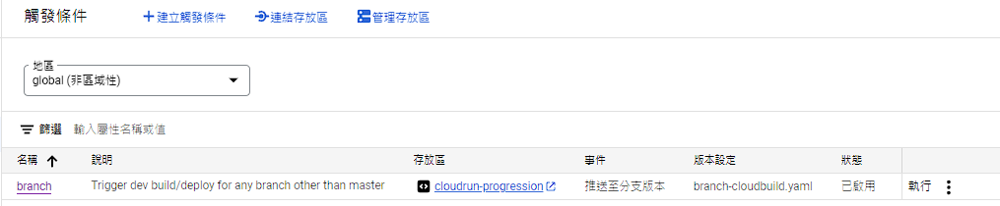 觸發條件 建立觸發條件 連結存放區 管理存放區
地區
global (非區域性)
篩選 輸入屬性名稱或值
名稱 說明 存放區 事件 版本設定 狀態
branch Trigger dev build/deploy for any branch other than master cloudrun-progression 推送至分支版本 branch-cloudbuild.yaml 已啟用 執行